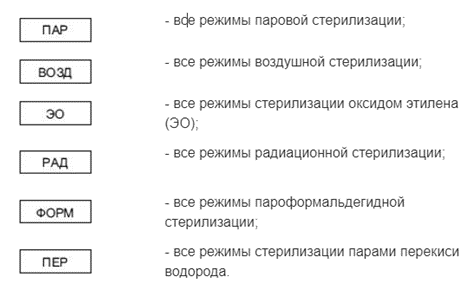 ПАР - все режимы паровой стерилизации;
ВОЗД - все режимы воздушной стерилизации;
ЭО - все режимы стерилизации оксидом этилена
(ЭО);
РАД - все режимы радиационной стерилизации;
ФОРМ - все режимы пароформальдегидной
стерилизации;
ПЕР - все режимы стерилизации парами перекиси
водорода.